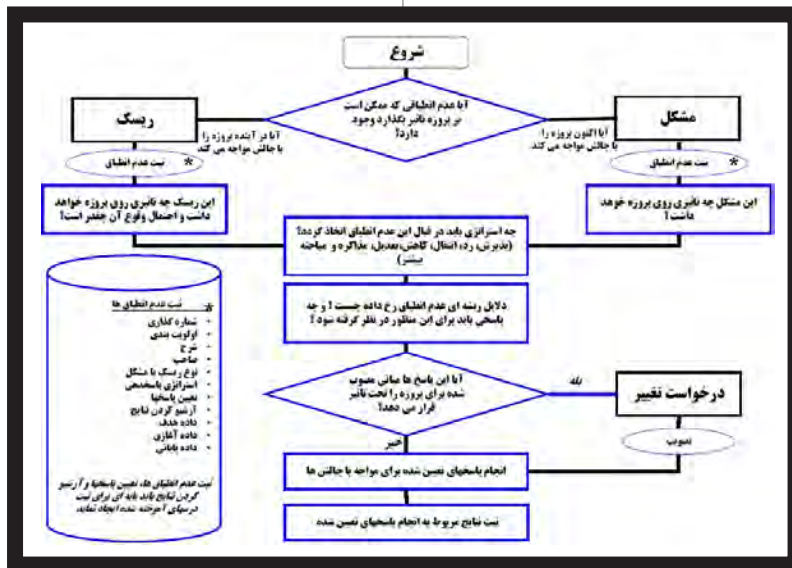 شروع
آیا عدم انطباقی که ممکن است
بر پروژه تاثیر بگذارد وجود
دارد؟
مشکل
آیا اکنون پروژه را
با چالش مواجه می کند
ثبت عدم انطباق *
این مشکل چه تاثیری روی پروژه خواهد
داشت؟
ریسک
آیا در آینده پروژه را
با چالش مواجه می کند
ثبت عدم انطباق *
این ریسک چه تاثیری روی پروژه خواهد
داشت و احتمال وقوع آن چقدر است؟
چه استراتژی باید در قبال این عدم انطباق اتخاذ گردد؟
(پذیرش، رد، انتقال، کاهش، تعدیل، مذاکره و مباحثه
بیشتر)
دلایل ریشه ای عدم انطباق رخ داده چیست؟ و چه
پاسخی باید برای این منظور در نظر گرفته شود؟
آیا این پاسخ ها مبانی مصوب
شده برای پروژه را تحت تاثیر
قرار می دهد؟
بله
درخواست تغییر
تصویب
خیر
انجام پاسخهای تعیین شده برای مواجه با چالش ها
ثبت نتایج مربوط به انجام پاسخهای تعیین شده
* ثبت عدم انطباق ها
• شماره گذاری
• اولویت بندی
• شرح
• صاحب
• نوع ریسک یا مشکل
• استراتژی پاسخدهی
• تعیین پاسخها
• آرشیو کردن نتایج
• داده هدف
• داده آغازی
• داده پایانی
ثبت عدم انطباق ها، تعیین پاسخها و آرشیو
کردن نتایج باید پایه ای برای ثبت
درسهای آموخته شده ایجاد نماید